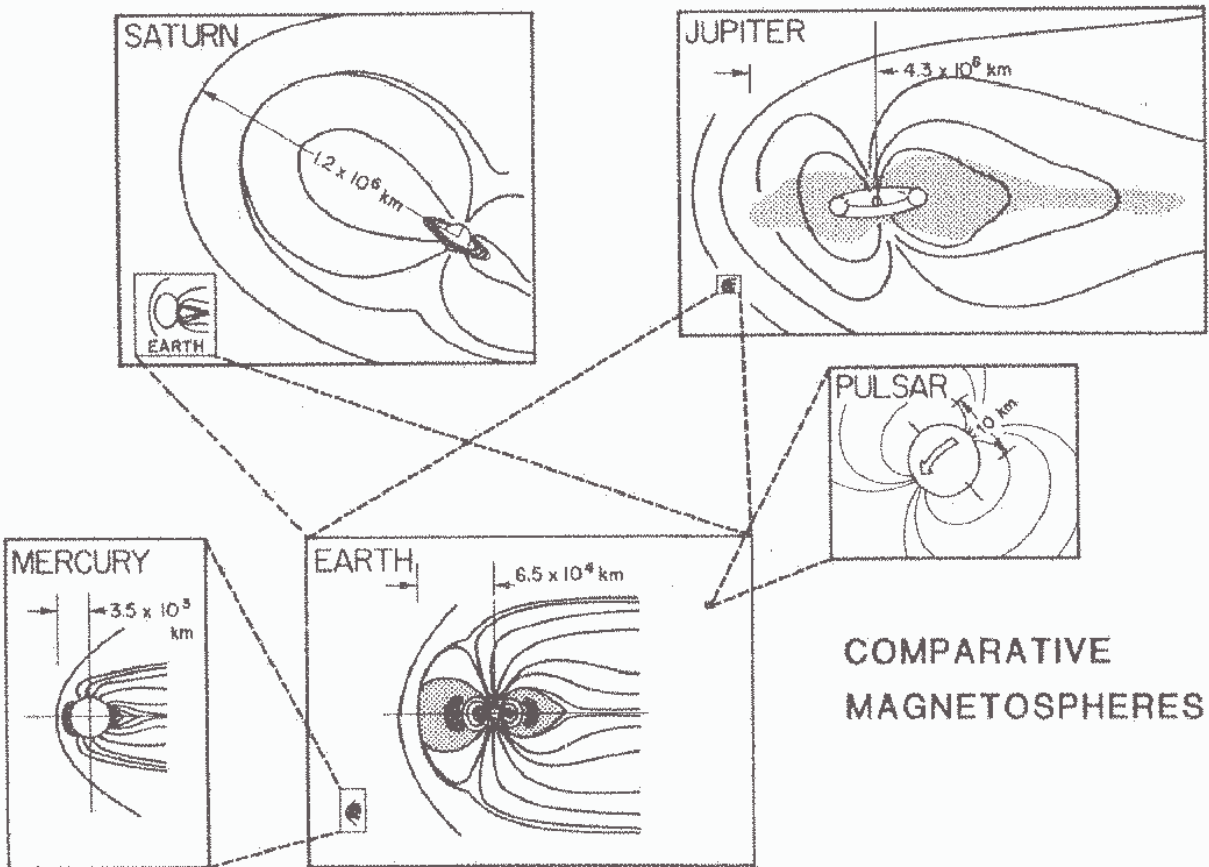 SATURN
1.2 x 10⁶ km
EARTH
JUPITER
4.3 x 10⁶ km
PULSAR
10 km
MERCURY
3.5 x 10³
km
EARTH
6.5 x 10⁴ km
COMPARATIVE
MAGNETOSPHERES